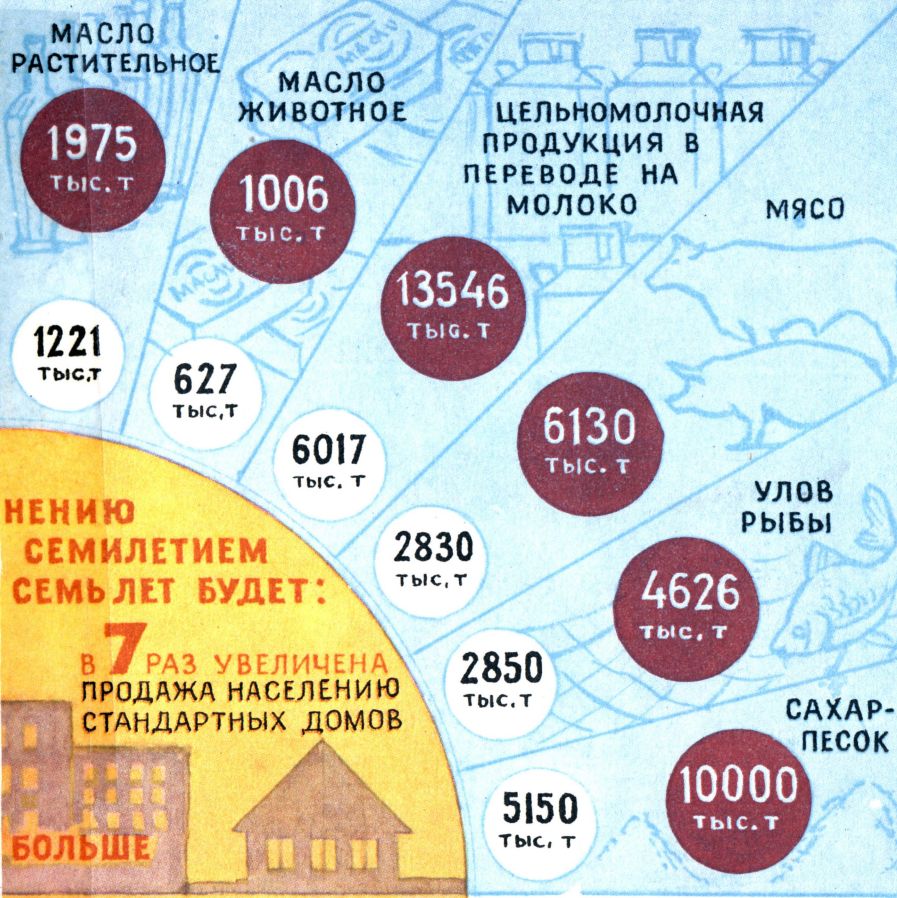 МАСЛО
РАСТИТЕЛЬНОЕ
1975
ТЫС. Т
1221
ТЫС,Т
МАСЛО
ЖИВОТНОЕ
1006
ТЫС. Т
627
ТЫС,Т
ЦЕЛЬНОМОЛОЧНАЯ
ПРОДУКЦИЯ В
ПЕРЕВОДЕ НА
МОЛОКО
13546
ТЫС. Т
6017
ТЫС. Т
МЯСО
6130
ТЫС. Т
2830
ТЫС, Т
УЛОВ
РЫБЫ
4626
ТЫС, Т
2850
ТЫС, Т
САХАР-
ПЕСОК
10000
ТЫС. Т
5150
ТЫС, Т
НЕНИЮ
СЕМИЛЕТИЕМ
СЕМЬ ЛЕТ БУДЕТ:
В 7 РАЗ УВЕЛИЧЕНА
ПРОДАЖА НАСЕЛЕНИЮ
СТАНДАРТНЫХ ДОМОВ
БОЛЬШЕ
МАСЛО
МАСЛО